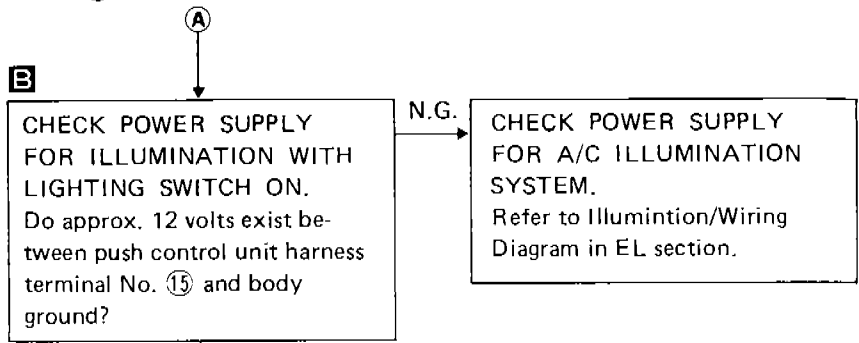 A
B
CHECK POWER SUPPLY
FOR ILLUMINATION WITH
LIGHTING SWITCH ON.
Do approx. 12 volts exist be-
tween push control unit harness
terminal No. 15 and body
ground?
N.G.
CHECK POWER SUPPLY
FOR A/C ILLUMINATION
SYSTEM.
Refer to Illumintion/Wiring
Diagram in EL section.